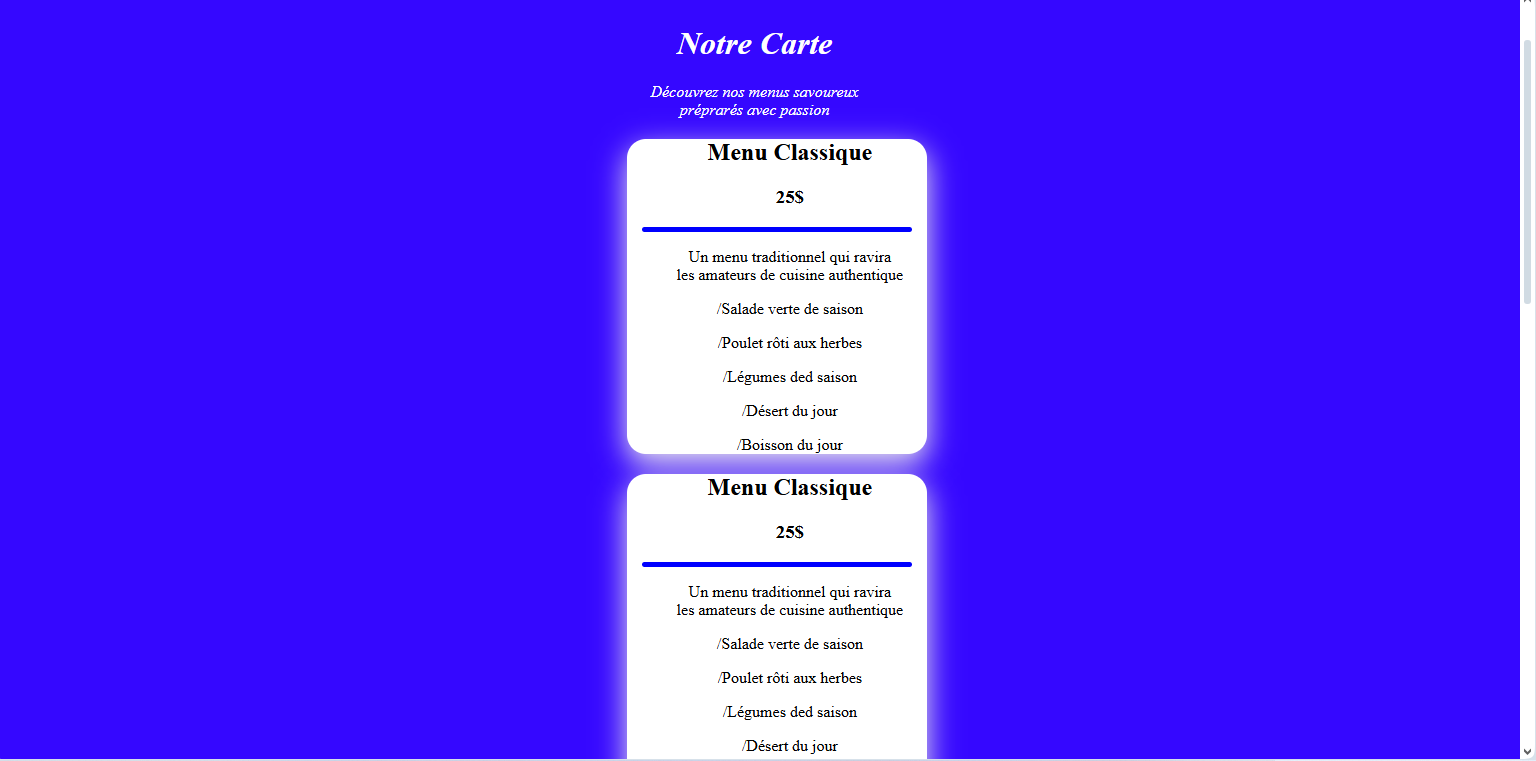 Notre Carte
Découvrez nos menus savoureux
préprarés avec passion
Menu Classique
25$
Un menu traditionnel qui ravira
les amateurs de cuisine authentique
/Salade verte de saison
/Poulet rôti aux herbes
/Légumes ded saison
/Désert du jour
/Boisson du jour
Menu Classique
25$
Un menu traditionnel qui ravira
les amateurs de cuisine authentique
/Salade verte de saison
/Poulet rôti aux herbes
/Légumes ded saison
/Désert du jour